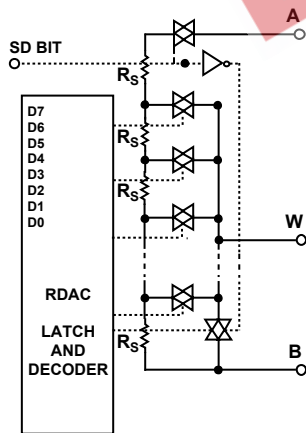 A
SD BIT
RS
D7
D6
D5
D4
D3
D2
D1
D0
RS
RS
W
RDAC
LATCH
AND
DECODER
RS
B